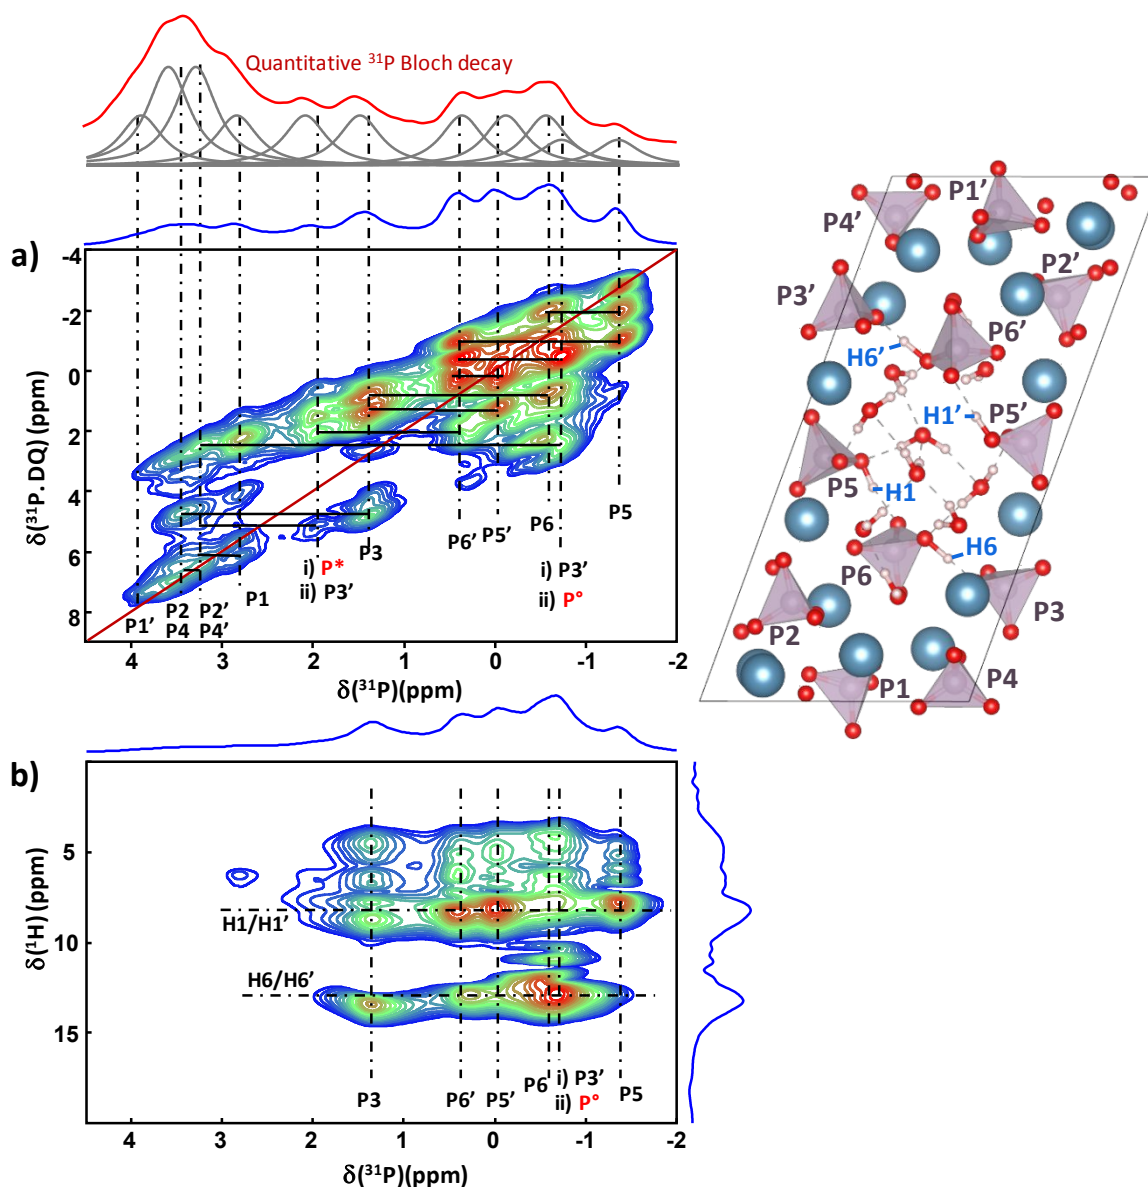 Quantitative ³¹P Bloch decay
a)
-4
-2
0
2
4
6
8
δ(³¹P. DQ) (ppm)
P1'
P2
P4
P2'
P4'
P1
i) P*
ii) P3'
P3
P6'
P5'
P6
i) P3'
ii) P°
P5
4
3
2
1
0
-1
-2
δ(³¹P)(ppm)
P4'
P1'
P3'
P2'
P6'
H6'
H1'
P5'
P5
H1
H6
P6
P3
P2
P1
P4
b)
5
10
15
δ(¹H) (ppm)
H1/H1'
H6/H6'
P3
P6'
P5'
P6
i) P3'
ii) P°
P5
4
3
2
1
0
-1
-2
δ(³¹P)(ppm)